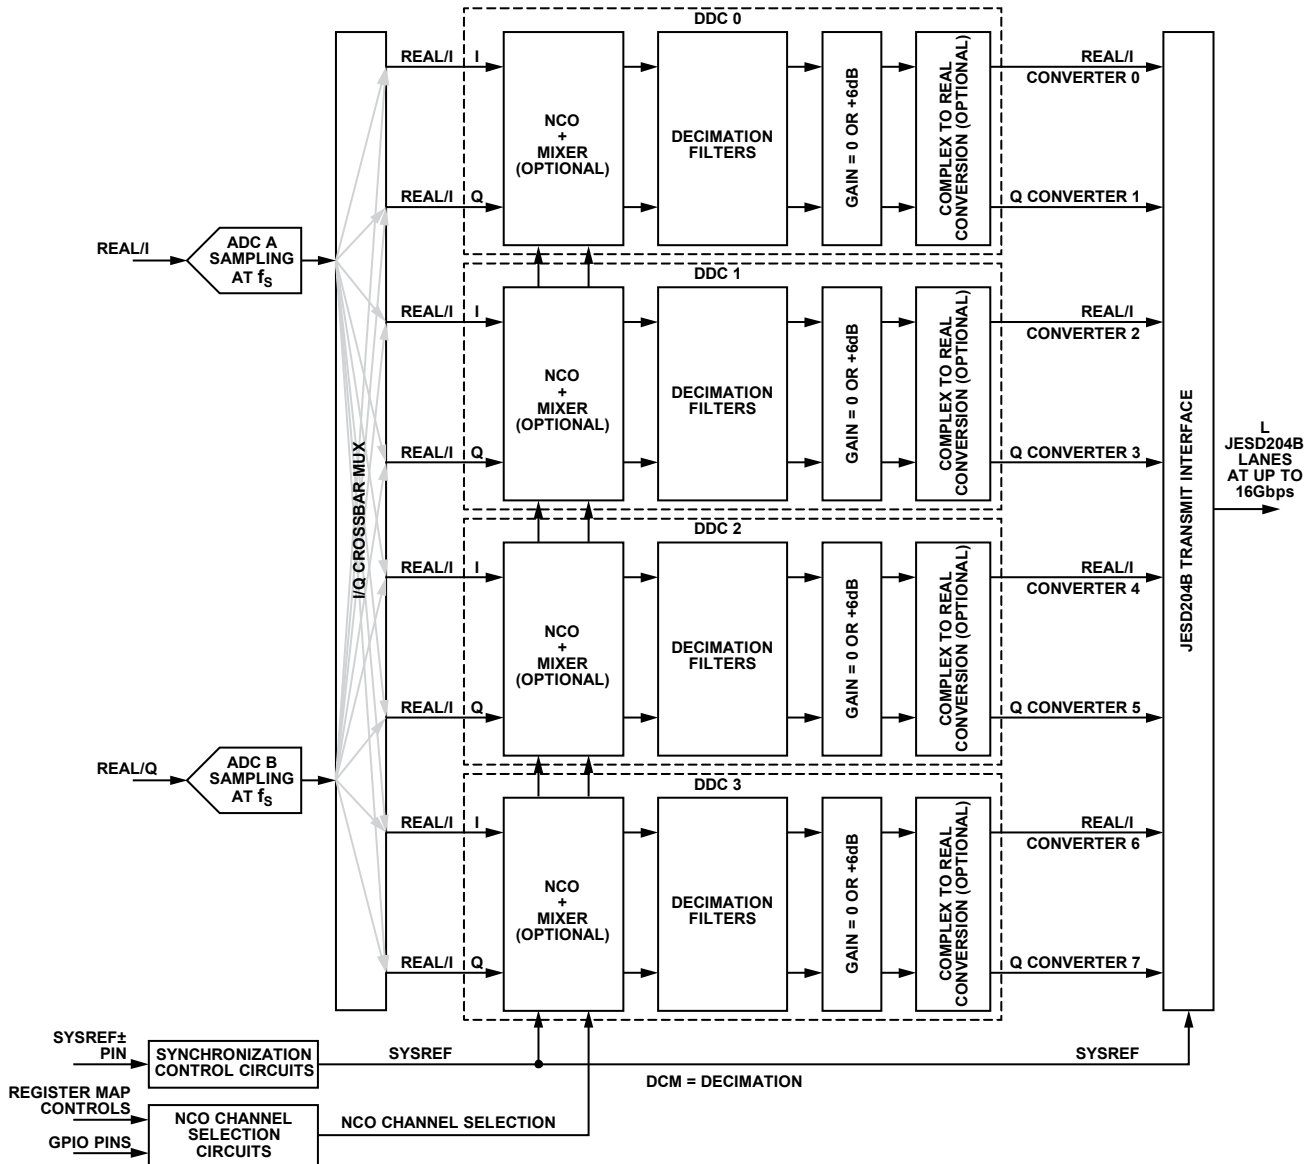 DDC 0
REAL/I I
REAL/I Q
NCO
+
MIXER
(OPTIONAL)
DECIMATION
FILTERS
GAIN = 0 OR +6dB
COMPLEX TO REAL
CONVERSION (OPTIONAL)
REAL/I
CONVERTER 0
Q CONVERTER 1
REAL/I
ADC A
SAMPLING
AT fS
I/Q CROSSBAR MUX
DDC 1
REAL/I I
REAL/I Q
NCO
+
MIXER
(OPTIONAL)
DECIMATION
FILTERS
GAIN = 0 OR +6dB
COMPLEX TO REAL
CONVERSION (OPTIONAL)
REAL/I
CONVERTER 2
Q CONVERTER 3
JESD204B TRANSMIT INTERFACE
L
JESD204B
LANES
AT UP TO
16Gbps
DDC 2
REAL/I I
REAL/I Q
NCO
+
MIXER
(OPTIONAL)
DECIMATION
FILTERS
GAIN = 0 OR +6dB
COMPLEX TO REAL
CONVERSION (OPTIONAL)
REAL/I
CONVERTER 4
Q CONVERTER 5
REAL/Q
ADC B
SAMPLING
AT fS
DDC 3
REAL/I I
REAL/I Q
NCO
+
MIXER
(OPTIONAL)
DECIMATION
FILTERS
GAIN = 0 OR +6dB
COMPLEX TO REAL
CONVERSION (OPTIONAL)
REAL/I
CONVERTER 6
Q CONVERTER 7
SYSREF±
PIN
SYNCHRONIZATION
CONTROL CIRCUITS
SYSREF
SYSREF
DCM = DECIMATION
REGISTER MAP
CONTROLS
GPIO PINS
NCO CHANNEL
SELECTION
CIRCUITS
NCO CHANNEL SELECTION